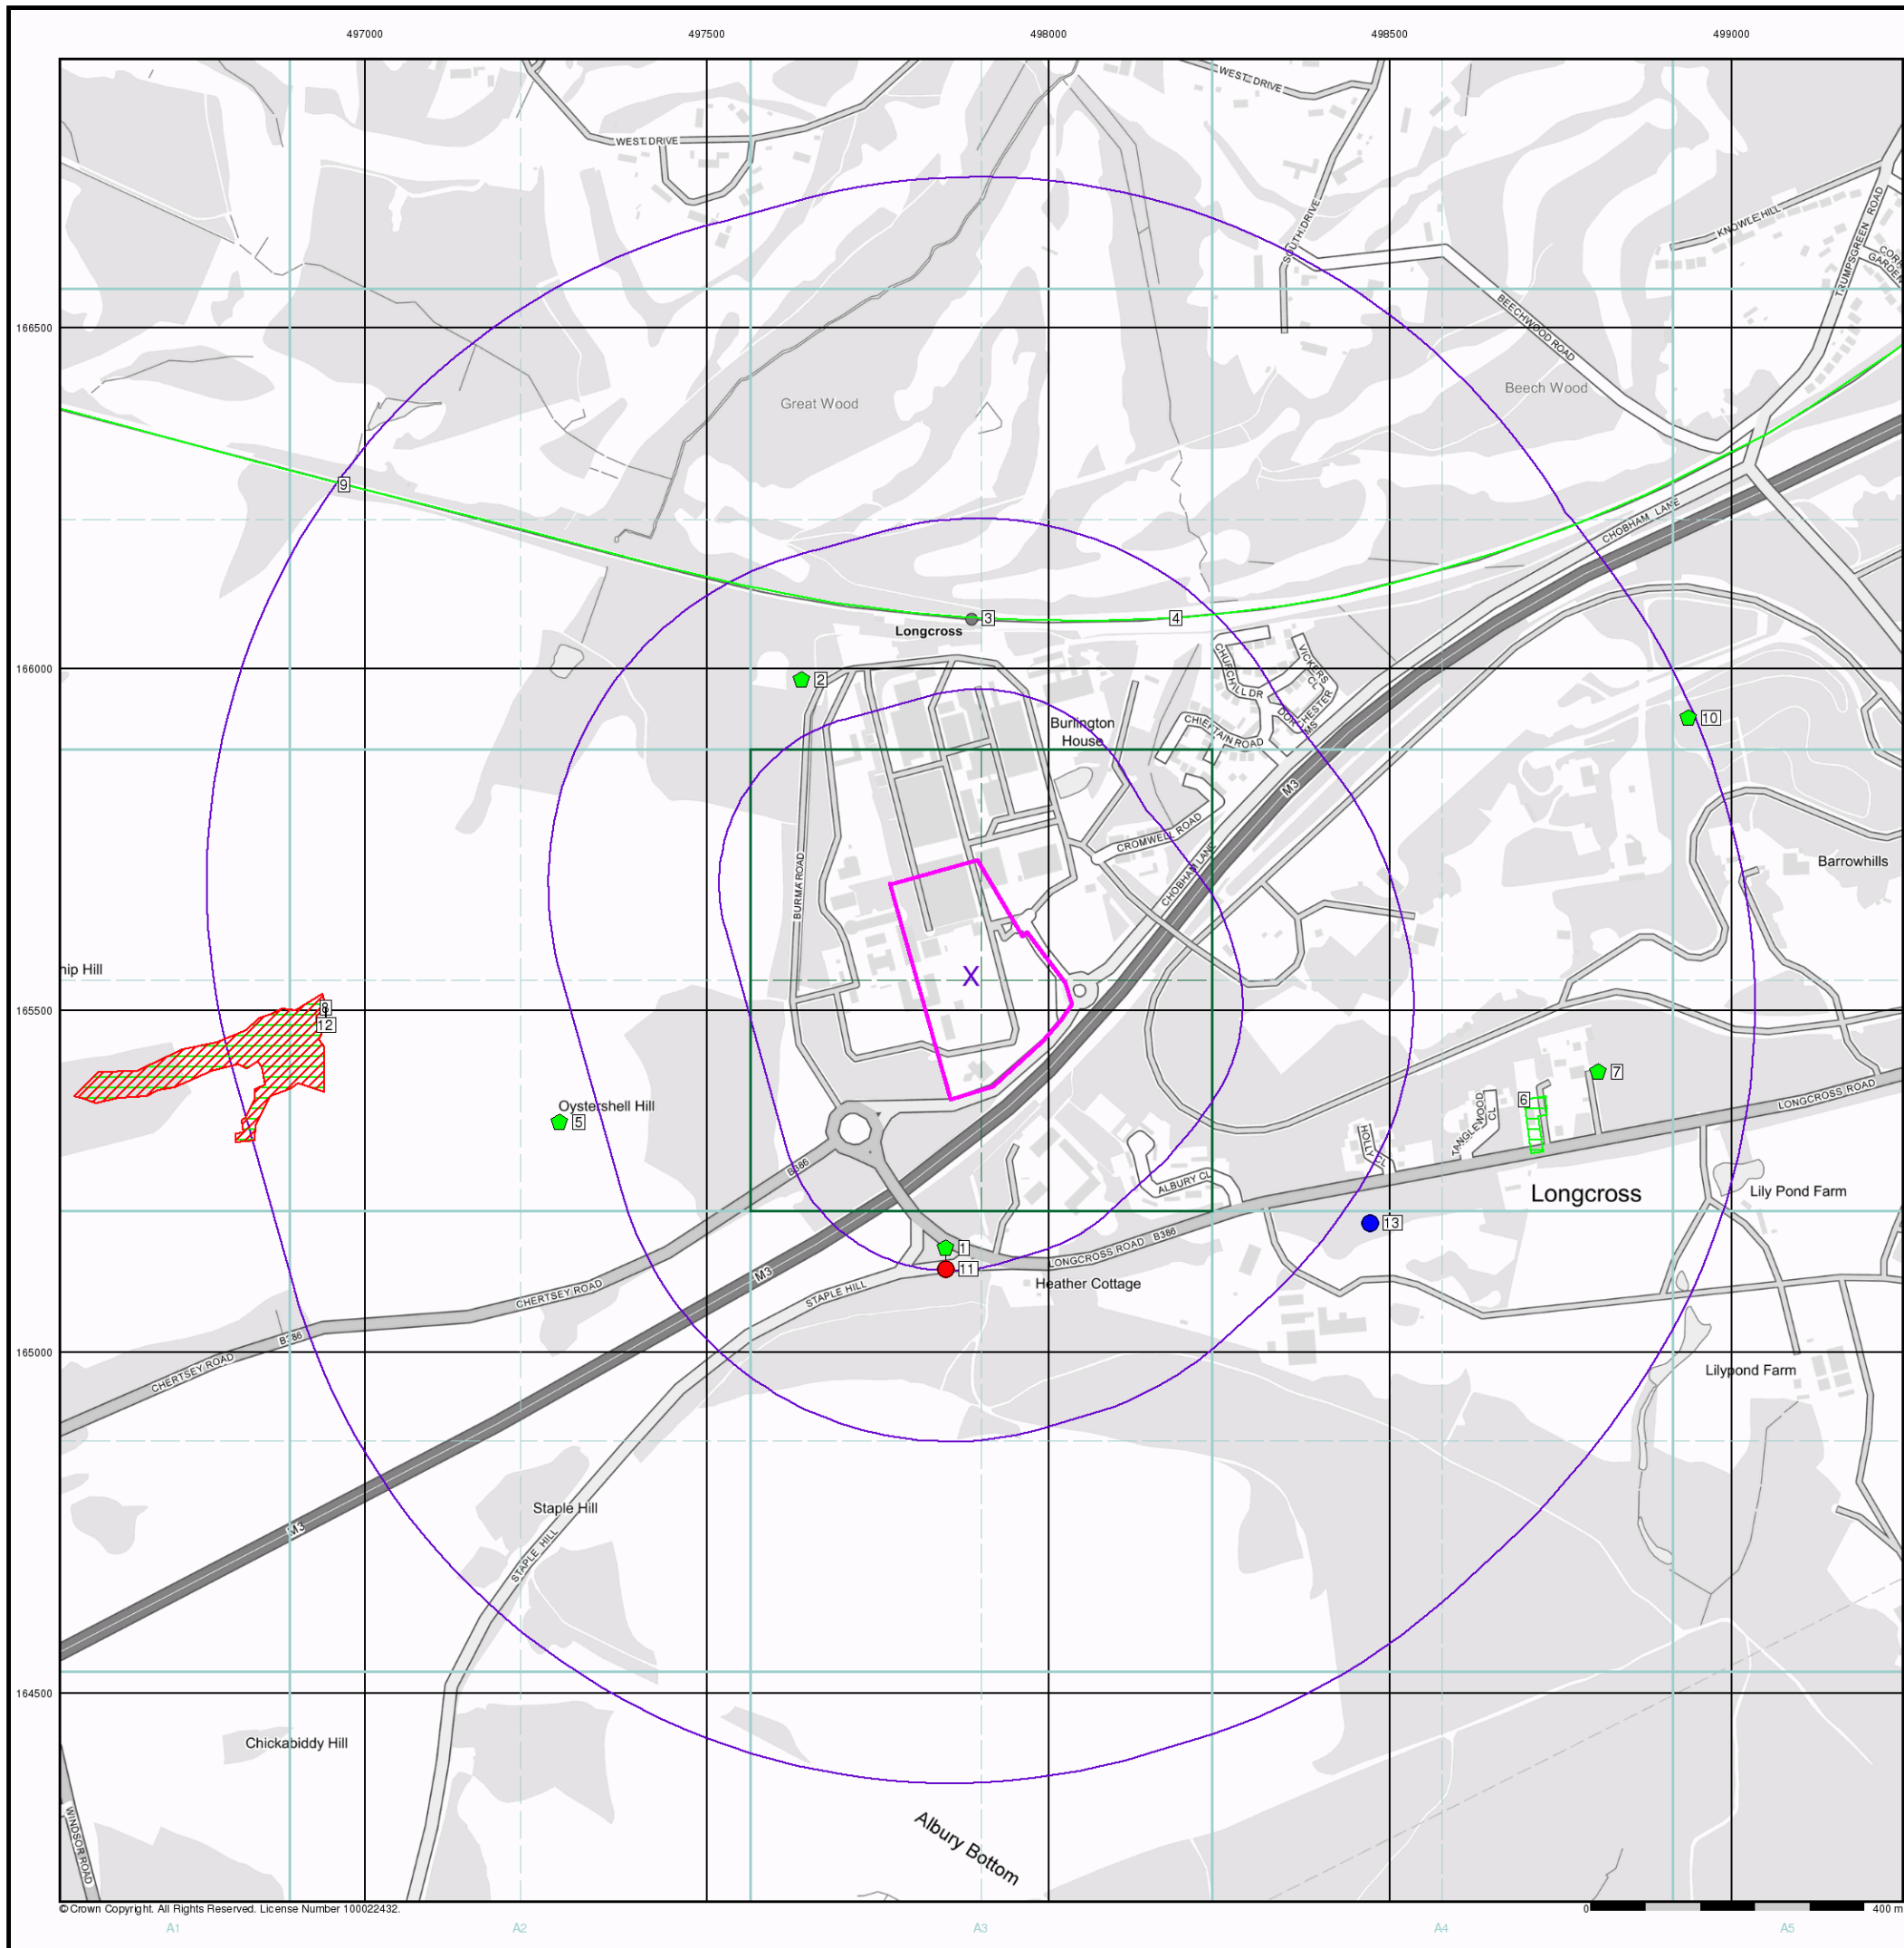 497000 497500 498000 498500 499000
WEST DRIVE
WEST DRIVE
SOUTH DRIVE
KNOWLE HILL
TRUMPSGREEN ROAD
BEECHWOOD ROAD
166500
Beech Wood
Great Wood
9
CHOBHAM LANE
3
4
Longcross
166000
2
CHURCHILL DR
VICKERS CL
DORCHESTER MS
CHIEFTAIN ROAD
10
Burlington
House
M3
CROMWELL ROAD
CHOBHAM LANE
BURMA ROAD
Barrowhills
nip Hill
X
165500
8
12
Oystershell Hill
5
7
6
TANGLEWOOD CL
HOLLY CL
LONGCROSS ROAD
B386
ALBURY CL
Longcross
Lily Pond Farm
13
1
11
LONGCROSS ROAD B386
Heather Cottage
STAPLE HILL
M3
CHERTSEY ROAD
B386
CHERTSEY ROAD
165000
Lilypond Farm
Staple Hill
STAPLE HILL
M3
164500
Chickabiddy Hill
WINDSOR ROAD
Albury Bottom
© Crown Copyright. All Rights Reserved. License Number 100022432.
0 400 m
A1 A2 A3 A4 A5